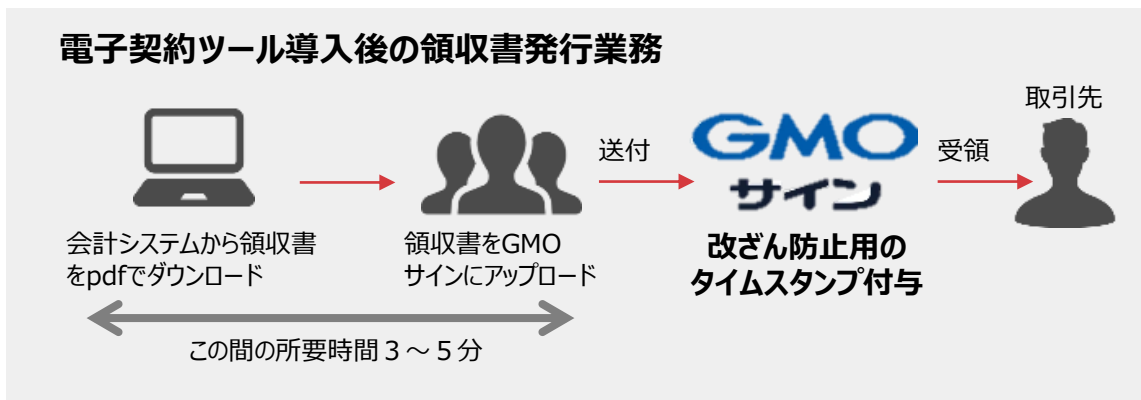 電子契約ツール導入後の領収書発行業務
取引先
送付
GMO
サイン
受領
会計システムから領収書
をpdfでダウンロード
領収書をGMO
サインにアップロード
改ざん防止用の
タイムスタンプ付与
この間の所要時間３～５分